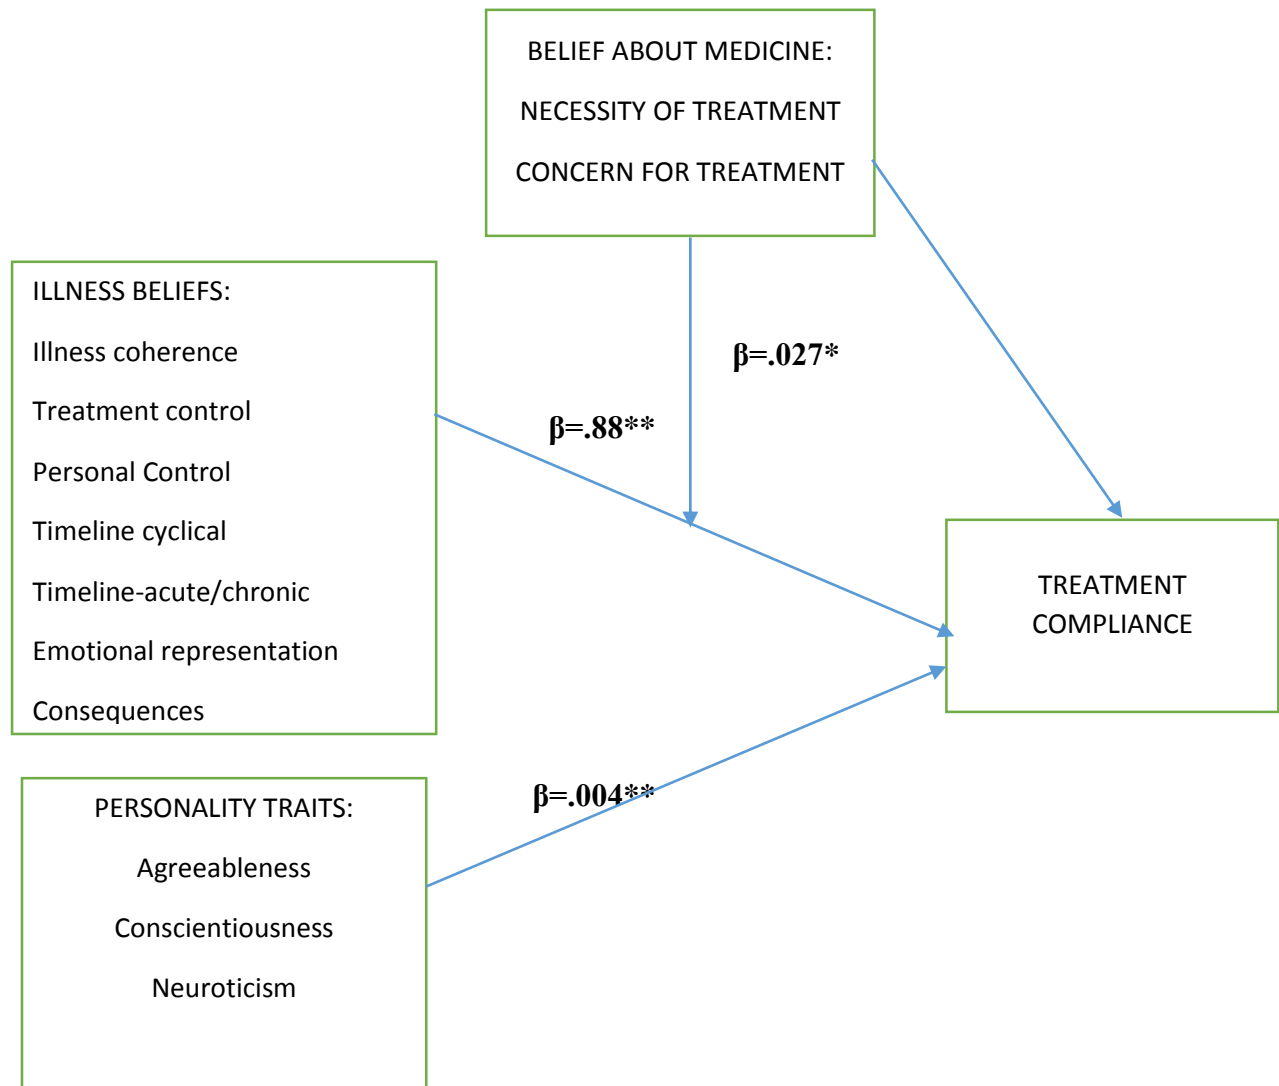 BELIEF ABOUT MEDICINE:
NECESSITY OF TREATMENT
CONCERN FOR TREATMENT
ILLNESS BELIEFS:
Illness coherence
Treatment control
Personal Control
Timeline cyclical
Timeline-acute/chronic
Emotional representation
Consequences
β=.027*
β=.88**
TREATMENT
COMPLIANCE
PERSONALITY TRAITS:
Agreeableness
Conscientiousness
Neuroticism
β=.004**